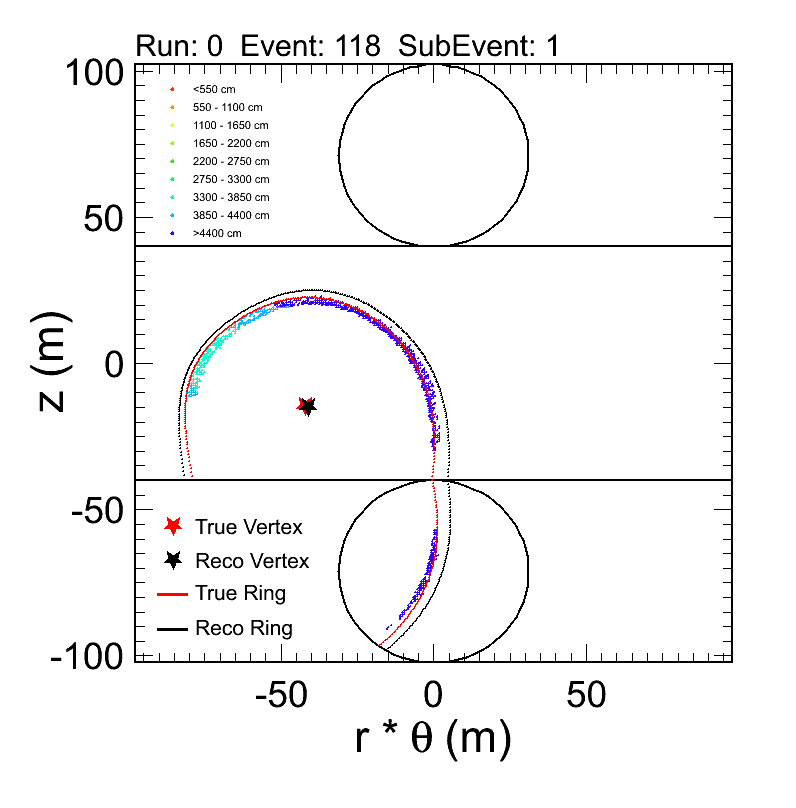 Run: 0  Event: 118  SubEvent: 1
100
50
0
-50
-100
z (m)
<550 cm
550 - 1100 cm
1100 - 1650 cm
1650 - 2200 cm
2200 - 2750 cm
2750 - 3300 cm
3300 - 3850 cm
3850 - 4400 cm
>4400 cm
True Vertex
Reco Vertex
True Ring
Reco Ring
-50 0 50
r * θ (m)